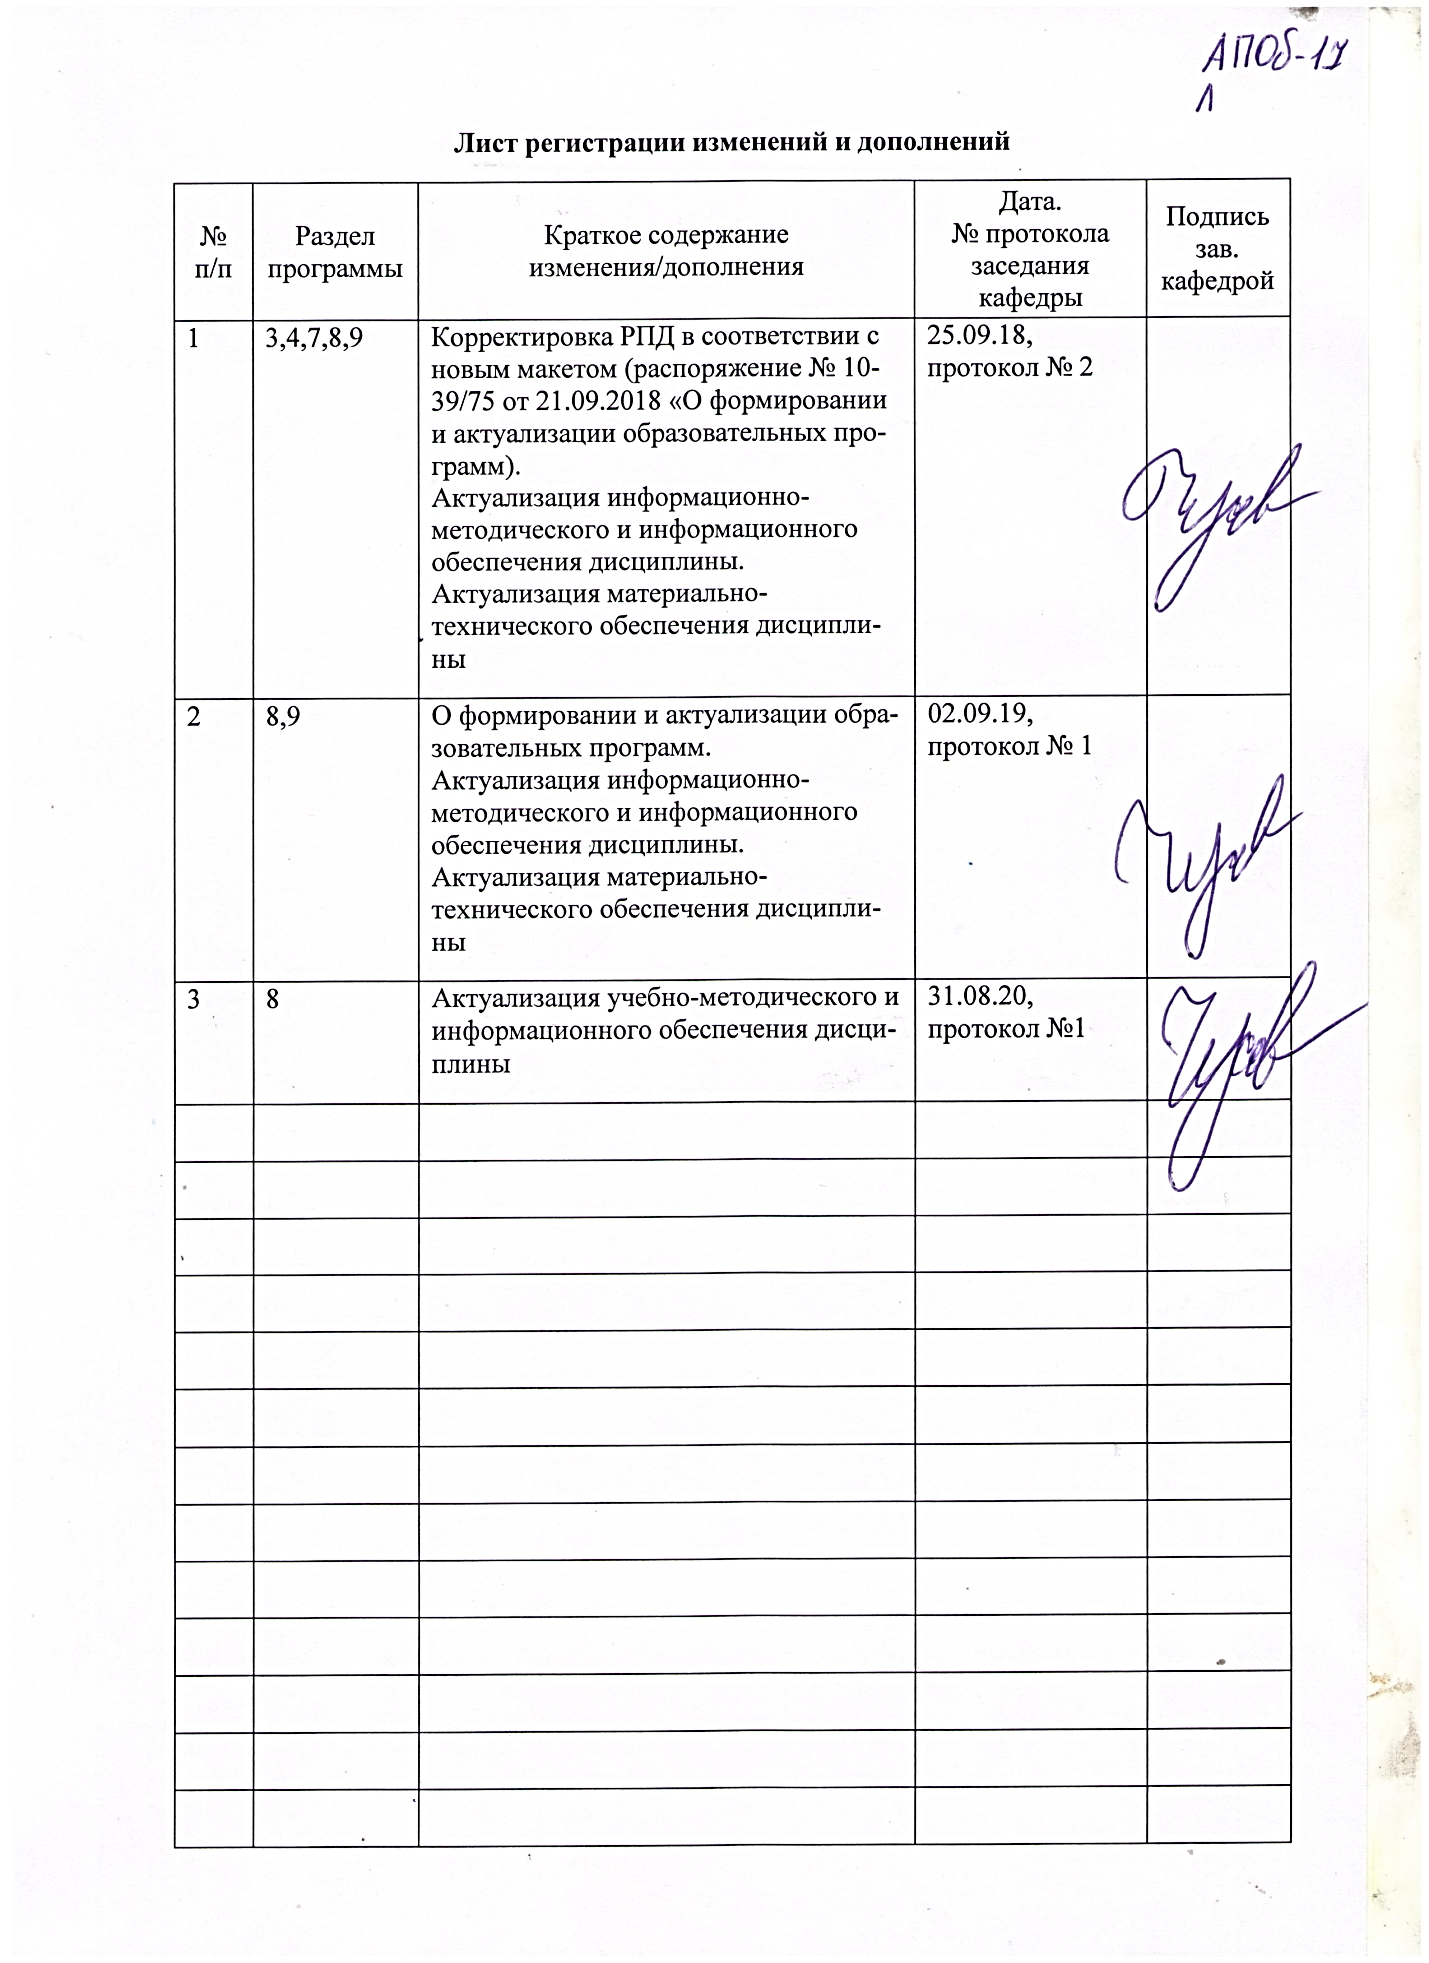 АПОб-17
Л
Лист регистрации изменений и дополнений
№
п/п
Раздел
программы
Краткое содержание
изменения/дополнения
Дата.
№ протокола
заседания
кафедры
Подпись
зав.
кафедрой
1
3,4,7,8,9
Корректировка РПД в соответствии с
новым макетом (распоряжение № 10-
39/75 от 21.09.2018 «О формировании
и актуализации образовательных про-
грамм).
Актуализация информационно-
методического и информационного
обеспечения дисциплины.
Актуализация материально-
технического обеспечения дисципли-
ны
25.09.18,
протокол № 2
2
8,9
О формировании и актуализации обра-
зовательных программ.
Актуализация информационно-
методического и информационного
обеспечения дисциплины.
Актуализация материально-
технического обеспечения дисципли-
ны
02.09.19,
протокол № 1
3
8
Актуализация учебно-методического и
информационного обеспечения дисци-
плины
31.08.20,
протокол №1